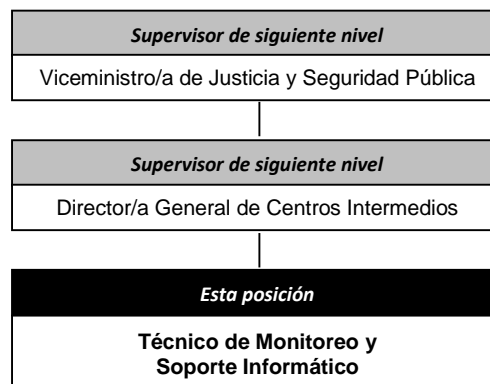 Supervisor de siguiente nivel
Viceministro/a de Justicia y Seguridad Pública
Supervisor de siguiente nivel
Director/a General de Centros Intermedios
Esta posición
Técnico de Monitoreo y
Soporte Informático